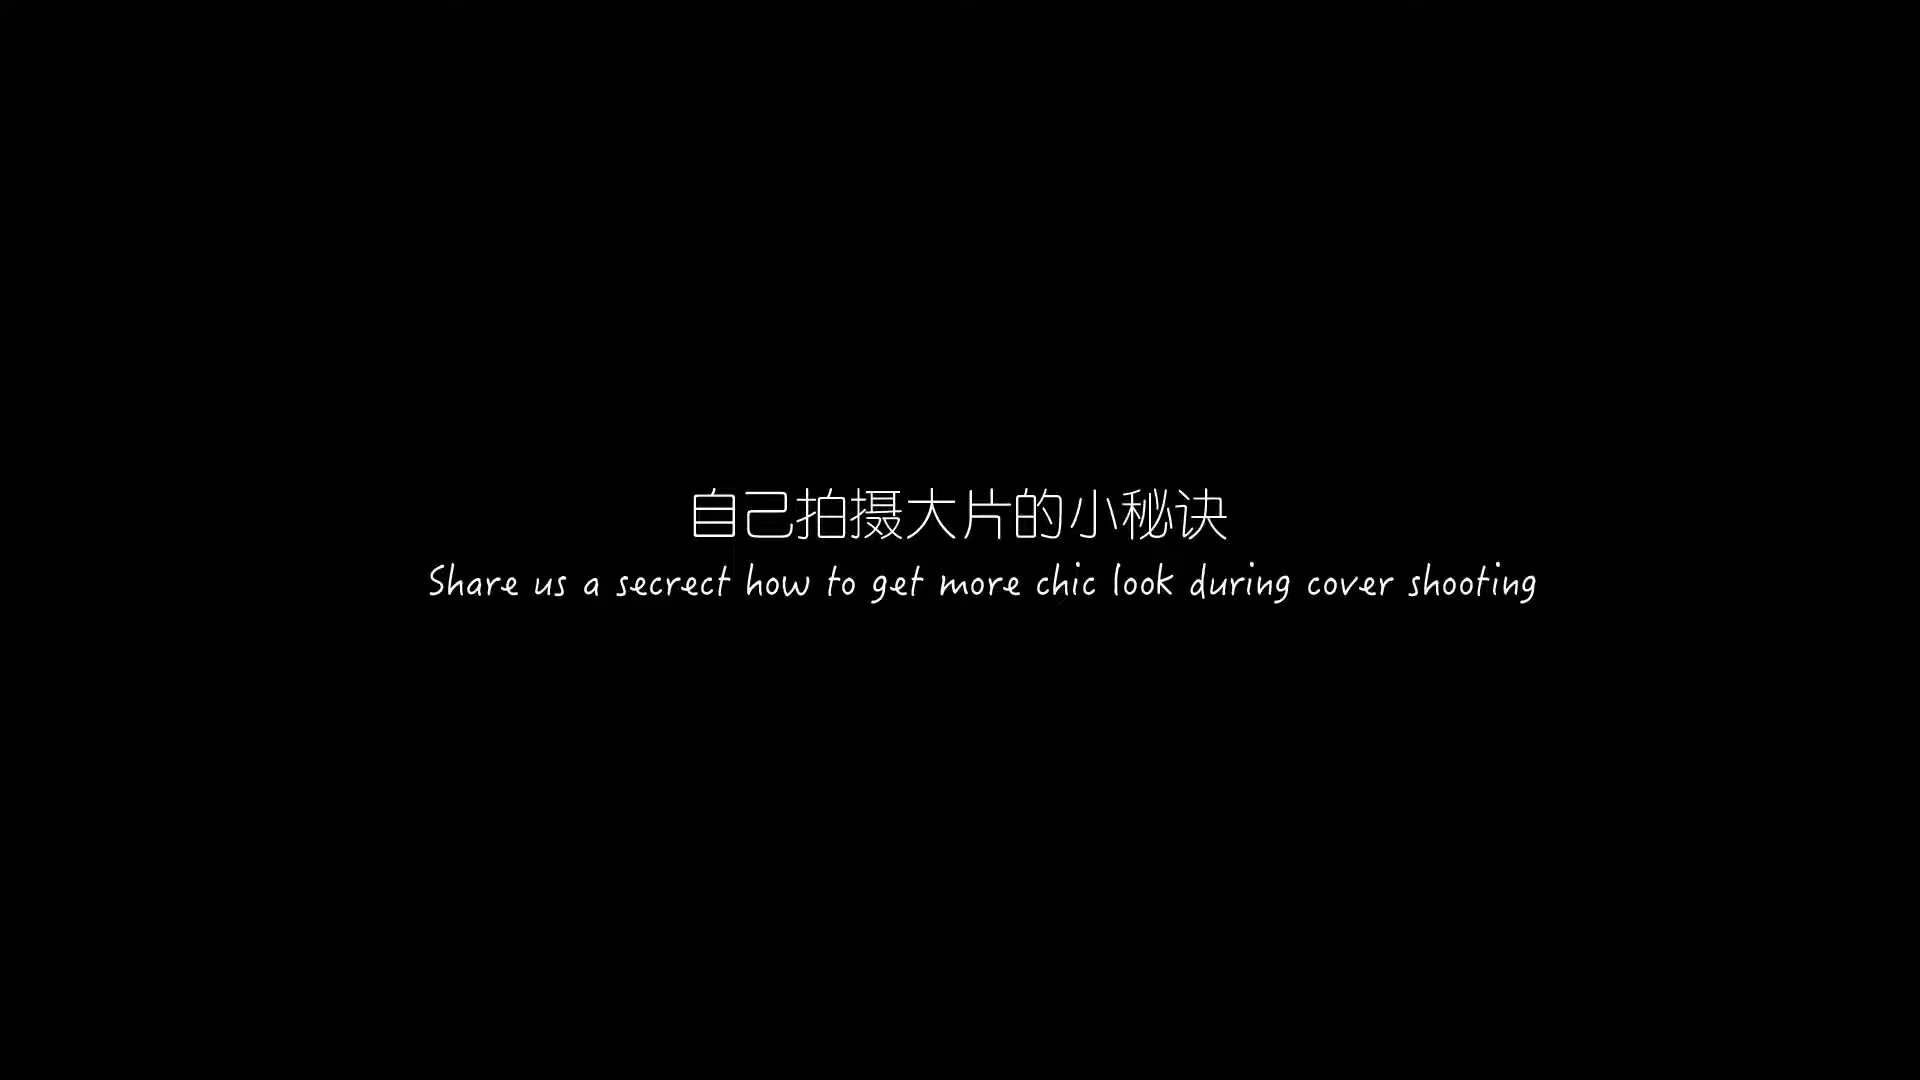 自己拍摄大片的小秘诀
Share us a secrect how to get more chic look during cover shooting